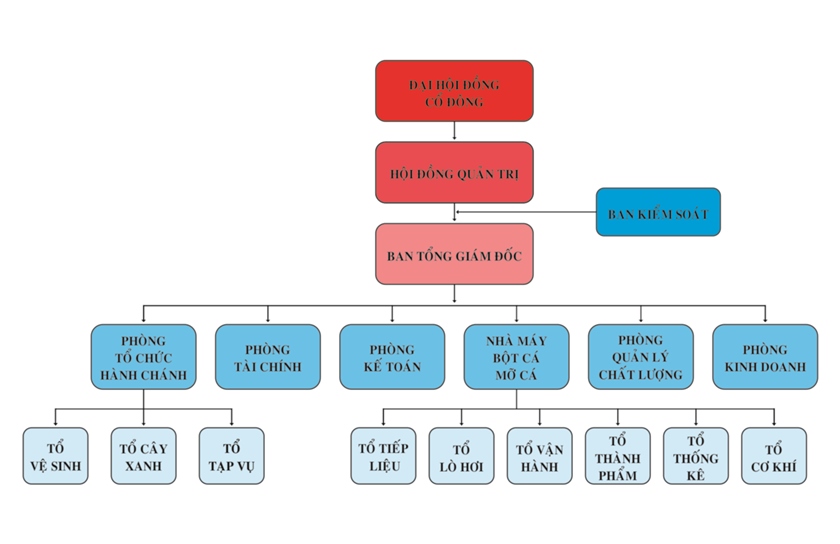 ĐẠI HỘI ĐỒNG
CỔ ĐÔNG
HỘI ĐỒNG QUẢN TRỊ
BAN KIỂM SOÁT
BAN TỔNG GIÁM ĐỐC
PHÒNG
TỔ CHỨC
HÀNH CHÁNH
PHÒNG
TÀI CHÍNH
PHÒNG
KẾ TOÁN
NHÀ MÁY
BỘT CÁ
MỠ CÁ
PHÒNG
QUẢN LÝ
CHẤT LƯỢNG
PHÒNG
KINH DOANH
TỔ
VỆ SINH
TỔ CÂY
XANH
TỔ
TẠP VỤ
TỔ TIẾP
LIỆU
TỔ
LÒ HƠI
TỔ VẬN
HÀNH
TỔ
THÀNH
PHẨM
TỔ
THỐNG
KÊ
TỔ
CƠ KHÍ